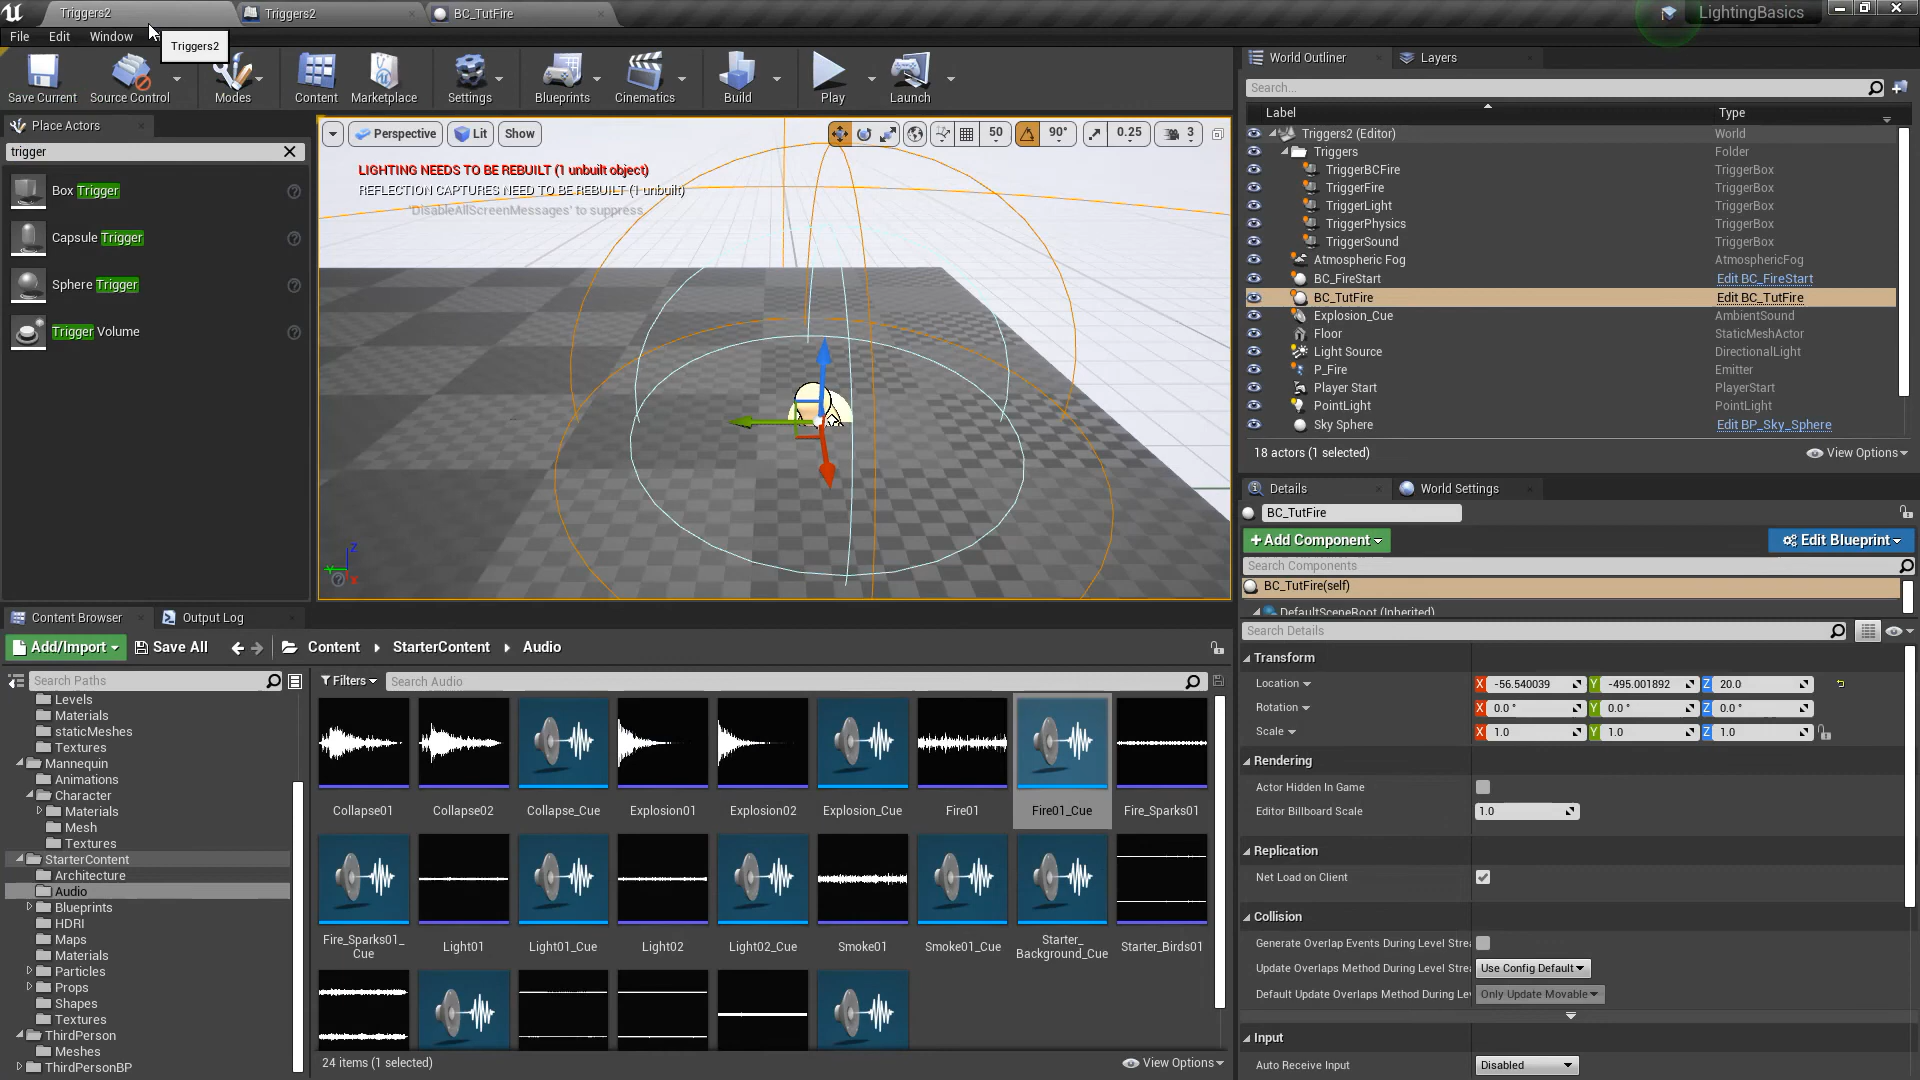 Triggers2
Triggers2
BC_TutFire
LightingBasics
File
Edit
Window
Triggers2
Save Current
Source Control
Modes
Content
Marketplace
Settings
Blueprints
Cinematics
Build
Play
Launch
Place Actors
trigger
Box Trigger
Capsule Trigger
Sphere Trigger
Trigger Volume
Perspective
Lit
Show
50
90°
0.25
3
LIGHTING NEEDS TO BE REBUILT (1 unbuilt object)
REFLECTION CAPTURES NEED TO BE REBUILT (1 unbuilt)
'DisableAllScreenMessages' to suppress
World Outliner
Layers
Search...
Label
Type
Triggers2 (Editor)
World
Triggers
Folder
TriggerBCFire
TriggerBox
TriggerFire
TriggerBox
TriggerLight
TriggerBox
TriggerPhysics
TriggerBox
TriggerSound
TriggerBox
Atmospheric Fog
AtmosphericFog
BC_FireStart
Edit BC_FireStart
BC_TutFire
Edit BC_TutFire
Explosion_Cue
AmbientSound
Floor
StaticMeshActor
Light Source
DirectionalLight
P_Fire
Emitter
Player Start
PlayerStart
PointLight
PointLight
Sky Sphere
Edit BP_Sky_Sphere
18 actors (1 selected)
View Options
Details
World Settings
BC_TutFire
+Add Component
Edit Blueprint
Search Components
BC_TutFire(self)
DefaultSceneRoot (Inherited)
Search Details
Transform
Location
X
-56.540039
Y
-495.001892
Z
20.0
Rotation
X
0.0 °
Y
0.0 °
Z
0.0 °
Scale
X
1.0
Y
1.0
Z
1.0
Rendering
Actor Hidden In Game
Editor Billboard Scale
1.0
Replication
Net Load on Client
Collision
Generate Overlap Events During Level Strea
Update Overlaps Method During Level Strea
Use Config Default
Default Update Overlaps Method During Le
Only Update Movable
Input
Auto Receive Input
Disabled
Content Browser
Output Log
Add/Import
Save All
Content
StarterContent
Audio
Search Paths
Filters
Search Audio
Levels
Materials
staticMeshes
Textures
Mannequin
Animations
Character
Materials
Mesh
Textures
StarterContent
Architecture
Audio
Blueprints
HDRI
Maps
Materials
Particles
Props
Shapes
Textures
ThirdPerson
Meshes
ThirdPersonBP
Collapse01
Collapse02
Collapse_Cue
Explosion01
Explosion02
Explosion_Cue
Fire01
Fire01_Cue
Fire_Sparks01
Fire_Sparks01_
Cue
Light01
Light01_Cue
Light02
Light02_Cue
Smoke01
Smoke01_Cue
Starter_
Background_Cue
Starter_Birds01
24 items (1 selected)
View Options
Z
Y
X